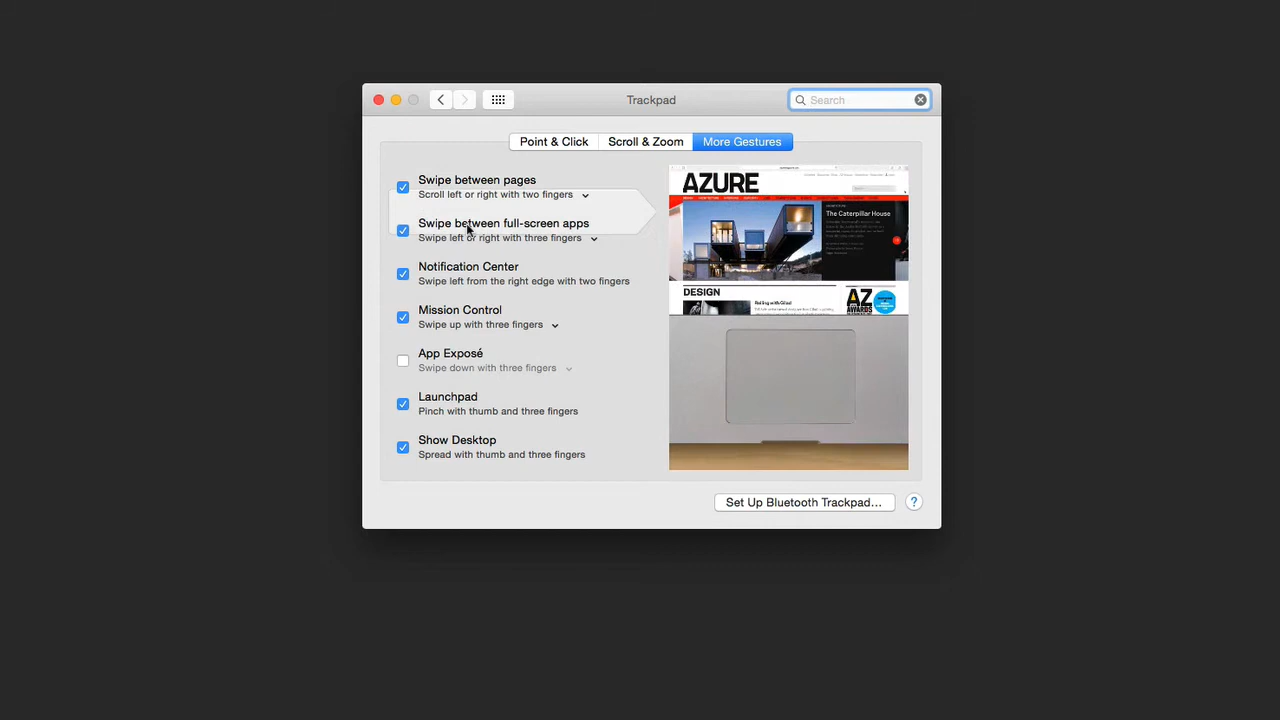 Trackpad
Search
Point & Click
Scroll & Zoom
More Gestures
Swipe between pages
Scroll left or right with two fingers
Swipe between full-screen apps
Swipe left or right with three fingers
Notification Center
Swipe left from the right edge with two fingers
Mission Control
Swipe up with three fingers
App Exposé
Swipe down with three fingers
Launchpad
Pinch with thumb and three fingers
Show Desktop
Spread with thumb and three fingers
AZURE
The Caterpillar House
DESIGN
AZ
AWARDS
Set Up Bluetooth Trackpad...
?